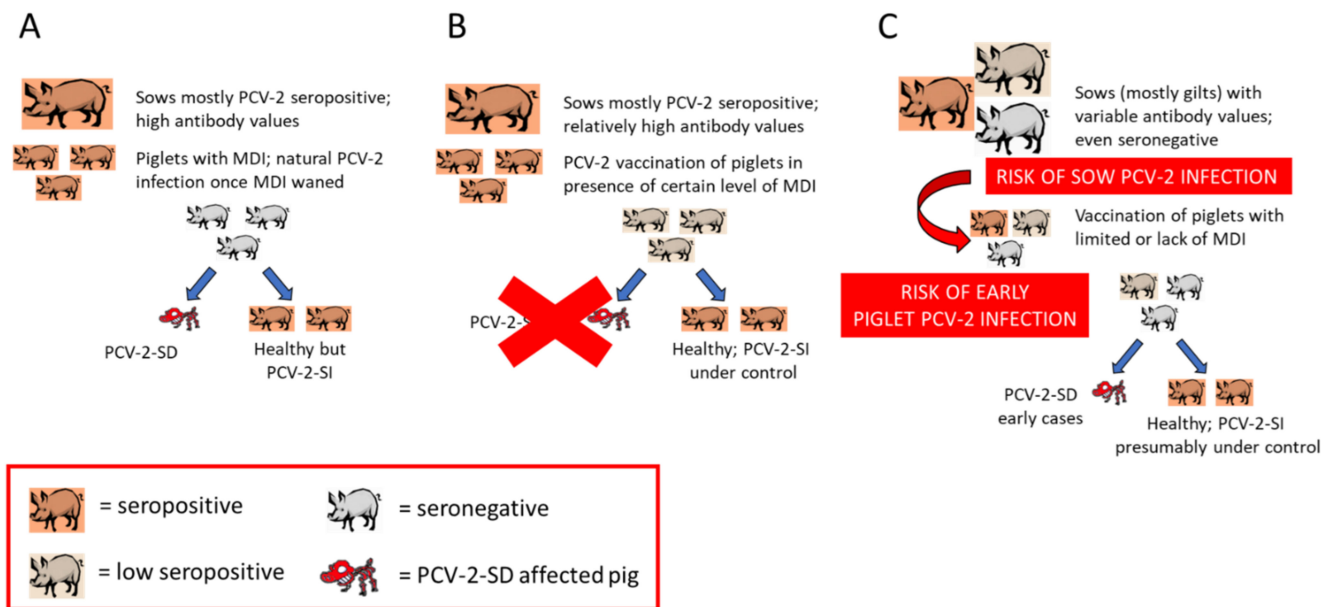 A
Sows mostly PCV-2 seropositive;
high antibody values
Piglets with MDI; natural PCV-2
infection once MDI waned
PCV-2-SD
Healthy but
PCV-2-SI
B
Sows mostly PCV-2 seropositive;
relatively high antibody values
PCV-2 vaccination of piglets in
presence of certain level of MDI
PCV-2-S
Healthy; PCV-2-SI
under control
C
Sows (mostly gilts) with
variable antibody values;
even seronegative
RISK OF SOW PCV-2 INFECTION
Vaccination of piglets with
limited or lack of MDI
RISK OF EARLY
PIGLET PCV-2 INFECTION
PCV-2-SD
early cases
Healthy; PCV-2-SI
presumably under control
= seropositive
= seronegative
= low seropositive
= PCV-2-SD affected pig